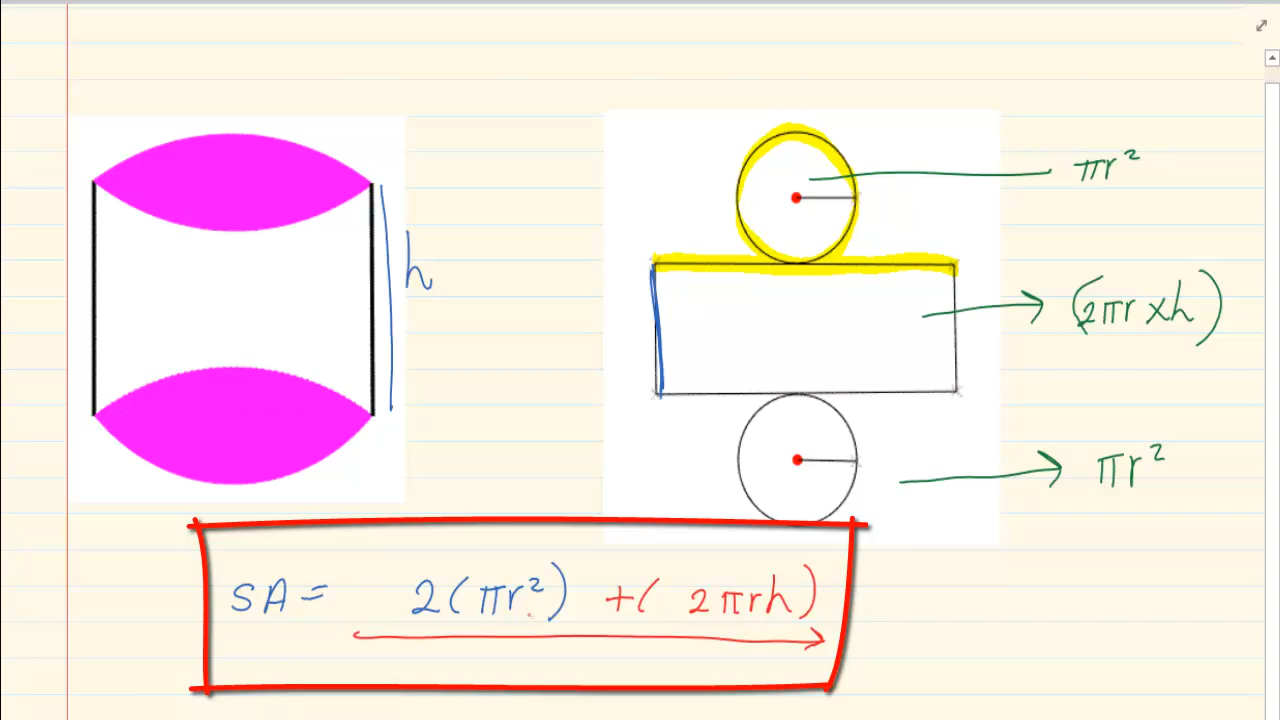 πr²
h
(2πr×h)
πr²
SA = 2(πr²) +( 2πrh)